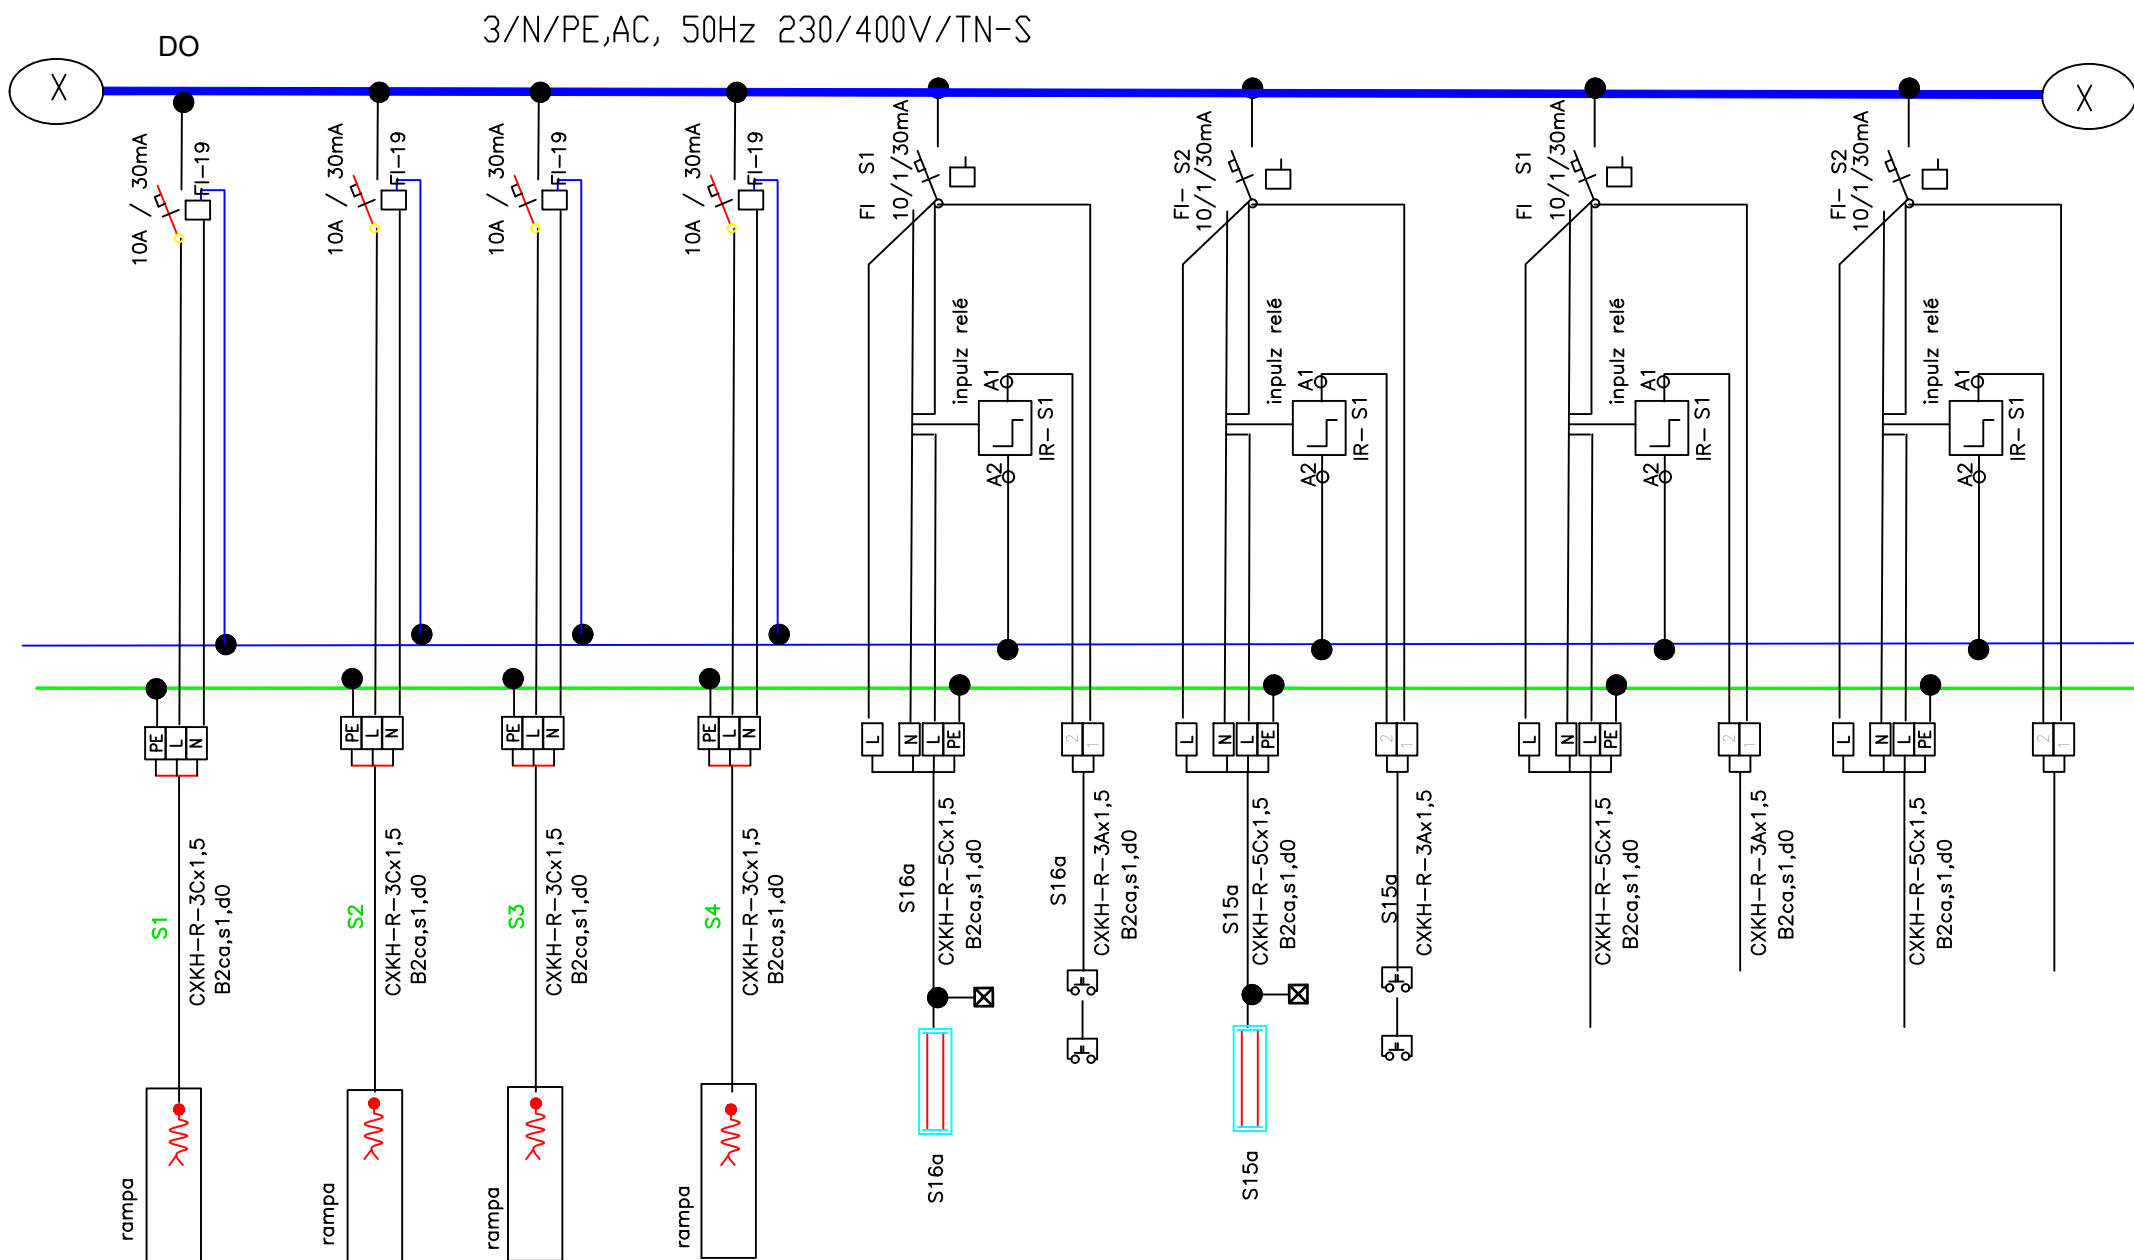 3/N/PE,AC, 50Hz 230/400V/TN-S
DO
X
X
10A / 30mA
FI-19
10A / 30mA
FI-19
10A / 30mA
FI-19
10A / 30mA
FI-19
FI S1
10/1/30mA
FI- S2
10/1/30mA
FI S1
10/1/30mA
FI- S2
10/1/30mA
inpulz relé
A1
IR- S1
A2
inpulz relé
A1
IR- S1
A2
inpulz relé
A1
IR- S1
A2
inpulz relé
A1
IR- S1
A2
PE L N
PE L N
PE L N
PE L N
L N L PE
2 1
L N L PE
2 1
L N L PE
2 1
L N L PE
2 1
S1
CXKH-R-3Cx1,5
B2ca,s1,d0
S2
CXKH-R-3Cx1,5
B2ca,s1,d0
S3
CXKH-R-3Cx1,5
B2ca,s1,d0
S4
CXKH-R-3Cx1,5
B2ca,s1,d0
S16a
CXKH-R-5Cx1,5
B2ca,s1,d0
S16a
CXKH-R-3Ax1,5
B2ca,s1,d0
S15a
CXKH-R-5Cx1,5
B2ca,s1,d0
S15a
CXKH-R-3Ax1,5
CXKH-R-5Cx1,5
B2ca,s1,d0
CXKH-R-3Ax1,5
B2ca,s1,d0
CXKH-R-5Cx1,5
B2ca,s1,d0
rampa
rampa
rampa
rampa
S16a
S15a